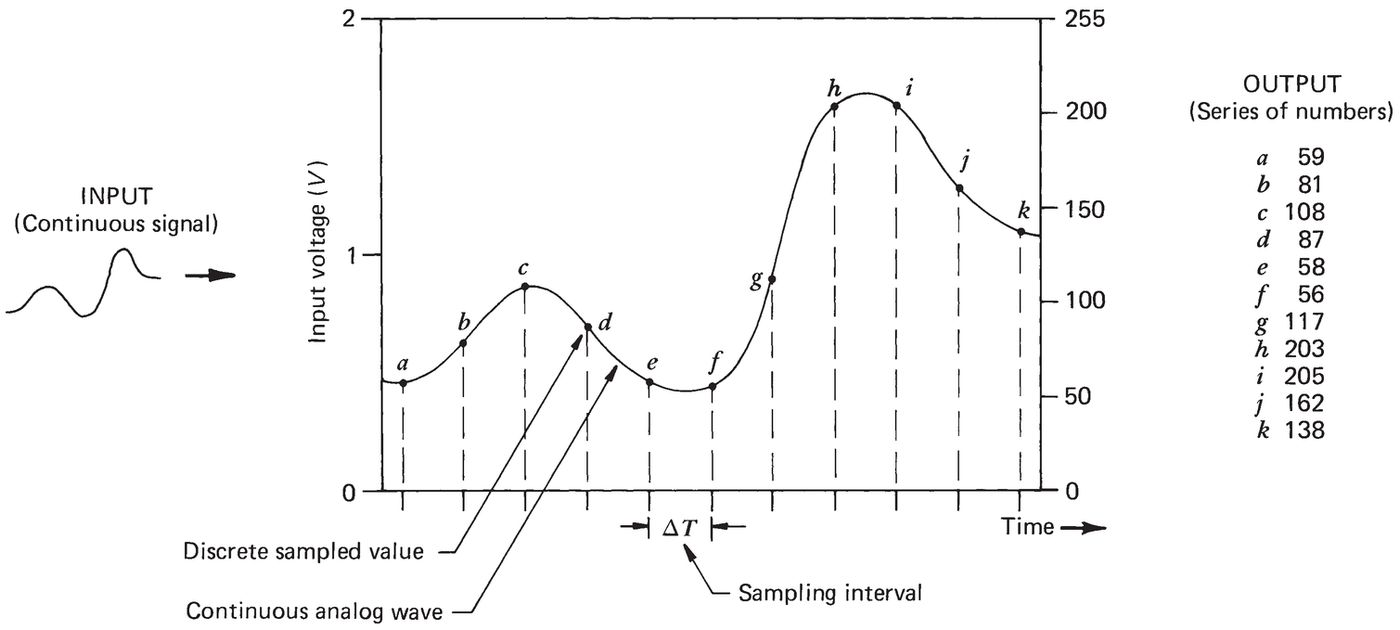 INPUT
(Continuous signal)
Input voltage (V)
2
1
0
255
200
150
100
50
0
a
b
c
d
e
f
g
h
i
j
k
ΔT
Time
Discrete sampled value
Continuous analog wave
Sampling interval
OUTPUT
(Series of numbers)
a 59
b 81
c 108
d 87
e 58
f 56
g 117
h 203
i 205
j 162
k 138